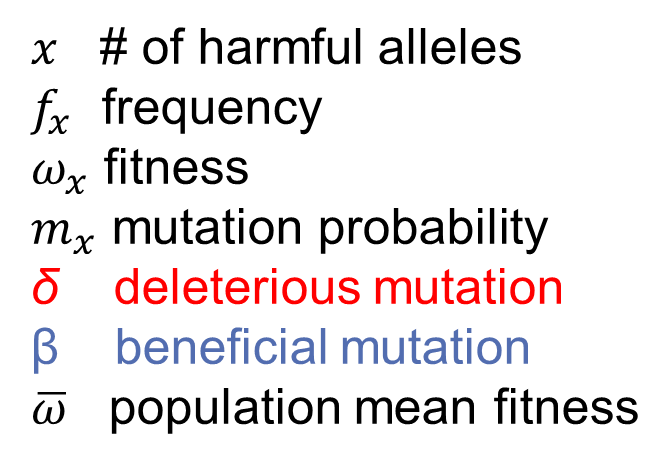 x # of harmful alleles
fₓ frequency
ωₓ fitness
mₓ mutation probability
δ deleterious mutation
β beneficial mutation
ω̅ population mean fitness